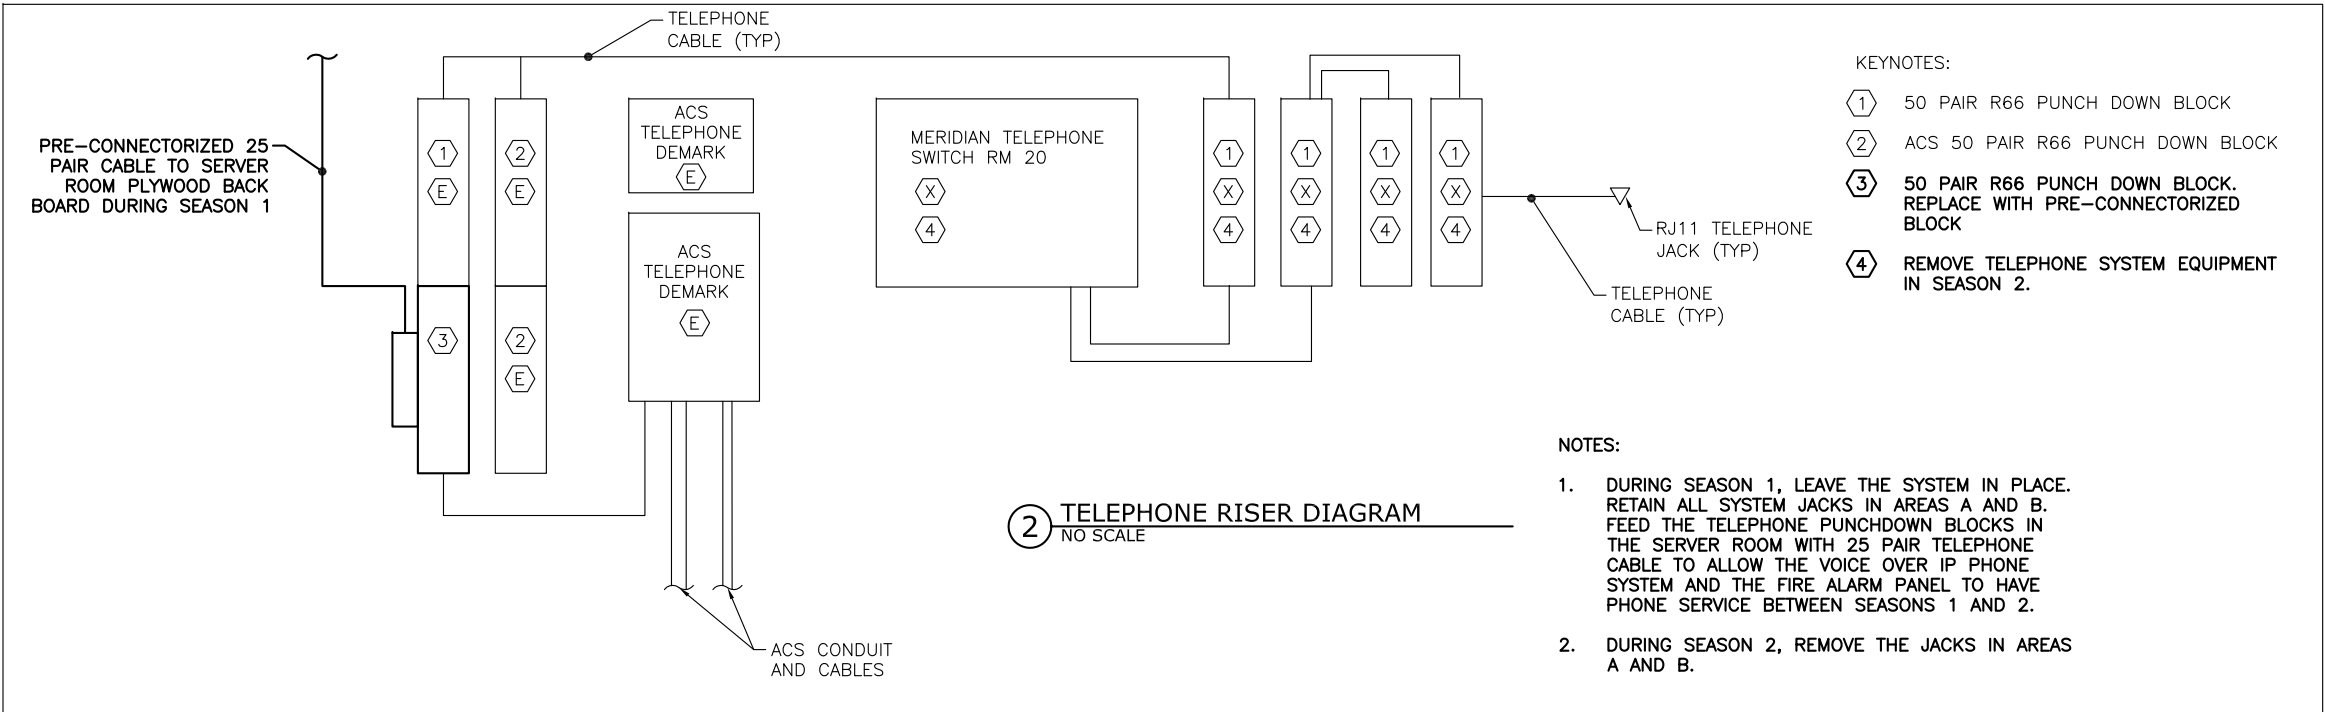 TELEPHONE
CABLE (TYP)
PRE-CONNECTORIZED 25
PAIR CABLE TO SERVER
ROOM PLYWOOD BACK
BOARD DURING SEASON 1
1
E
2
E
3
2
E
ACS
TELEPHONE
DEMARK
E
ACS
TELEPHONE
DEMARK
E
ACS CONDUIT
AND CABLES
MERIDIAN TELEPHONE
SWITCH RM 20
X
4
1
X
4
1
X
4
1
X
4
1
X
4
RJ11 TELEPHONE
JACK (TYP)
TELEPHONE
CABLE (TYP)
KEYNOTES:
1 50 PAIR R66 PUNCH DOWN BLOCK
2 ACS 50 PAIR R66 PUNCH DOWN BLOCK
3 50 PAIR R66 PUNCH DOWN BLOCK.
REPLACE WITH PRE-CONNECTORIZED
BLOCK
4 REMOVE TELEPHONE SYSTEM EQUIPMENT
IN SEASON 2.
2 TELEPHONE RISER DIAGRAM
NO SCALE
NOTES:
1. DURING SEASON 1, LEAVE THE SYSTEM IN PLACE.
RETAIN ALL SYSTEM JACKS IN AREAS A AND B.
FEED THE TELEPHONE PUNCHDOWN BLOCKS IN
THE SERVER ROOM WITH 25 PAIR TELEPHONE
CABLE TO ALLOW THE VOICE OVER IP PHONE
SYSTEM AND THE FIRE ALARM PANEL TO HAVE
PHONE SERVICE BETWEEN SEASONS 1 AND 2.
2. DURING SEASON 2, REMOVE THE JACKS IN AREAS
A AND B.